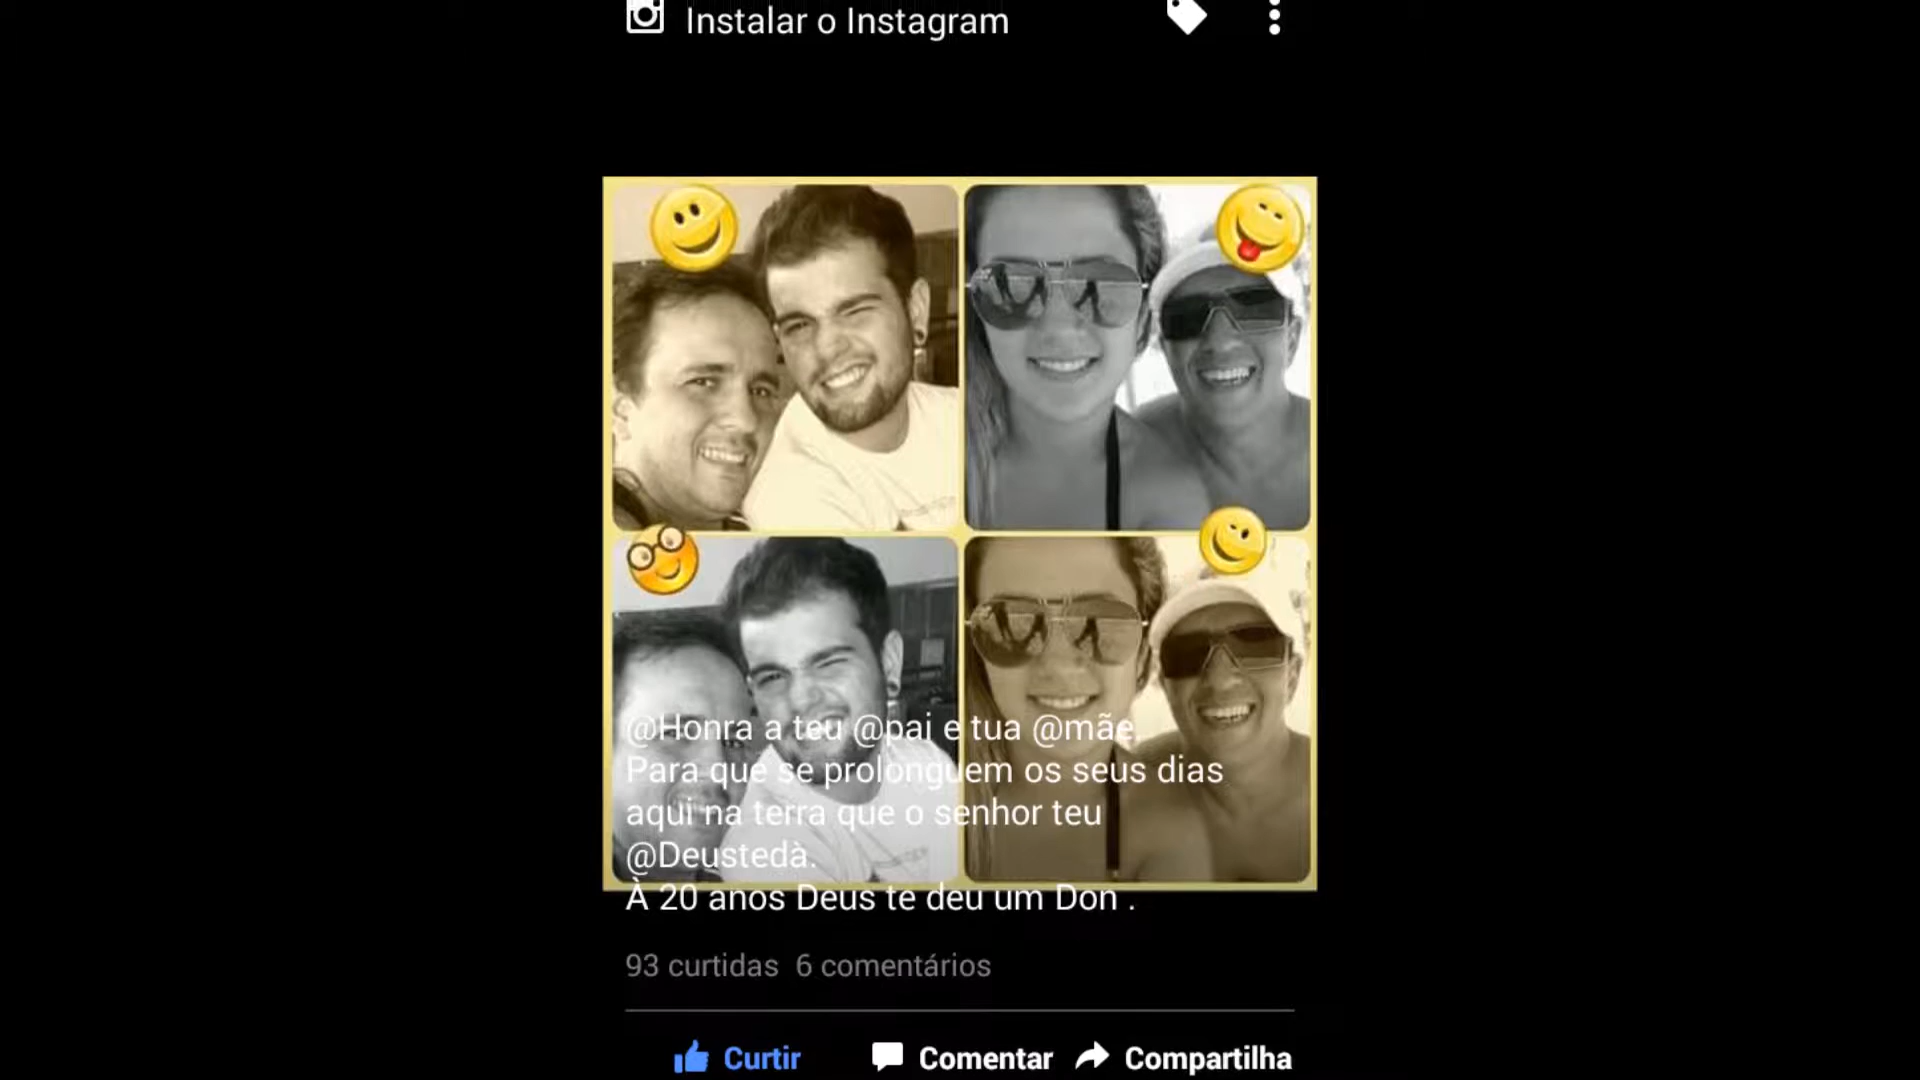 Instalar o Instagram
@Honra a teu @pai e tua @mãe.
Para que se prolonguem os seus dias
aqui na terra que o senhor teu
@Deustedà.
À 20 anos Deus te deu um Don .
93 curtidas 6 comentários
Curtir Comentar Compartilha